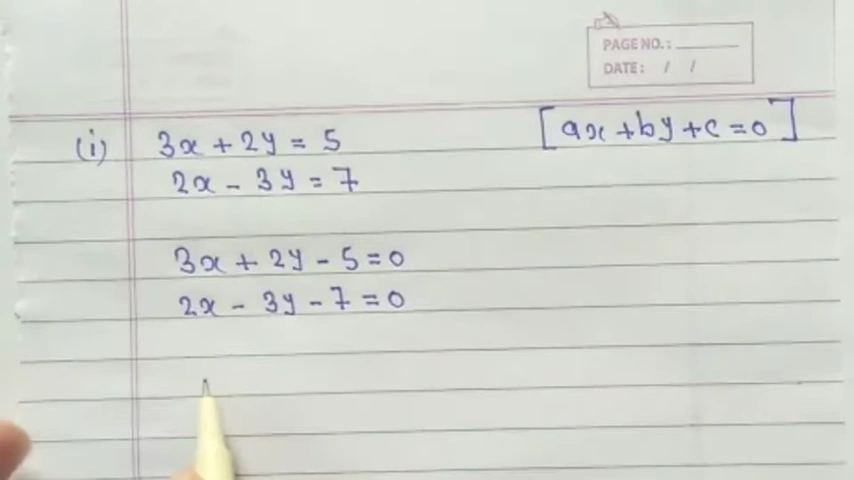 PAGE NO.:
DATE: / /
(i) 3x + 2y = 5 [ax + by + c = 0]
2x - 3y = 7
3x + 2y - 5 = 0
2x - 3y - 7 = 0